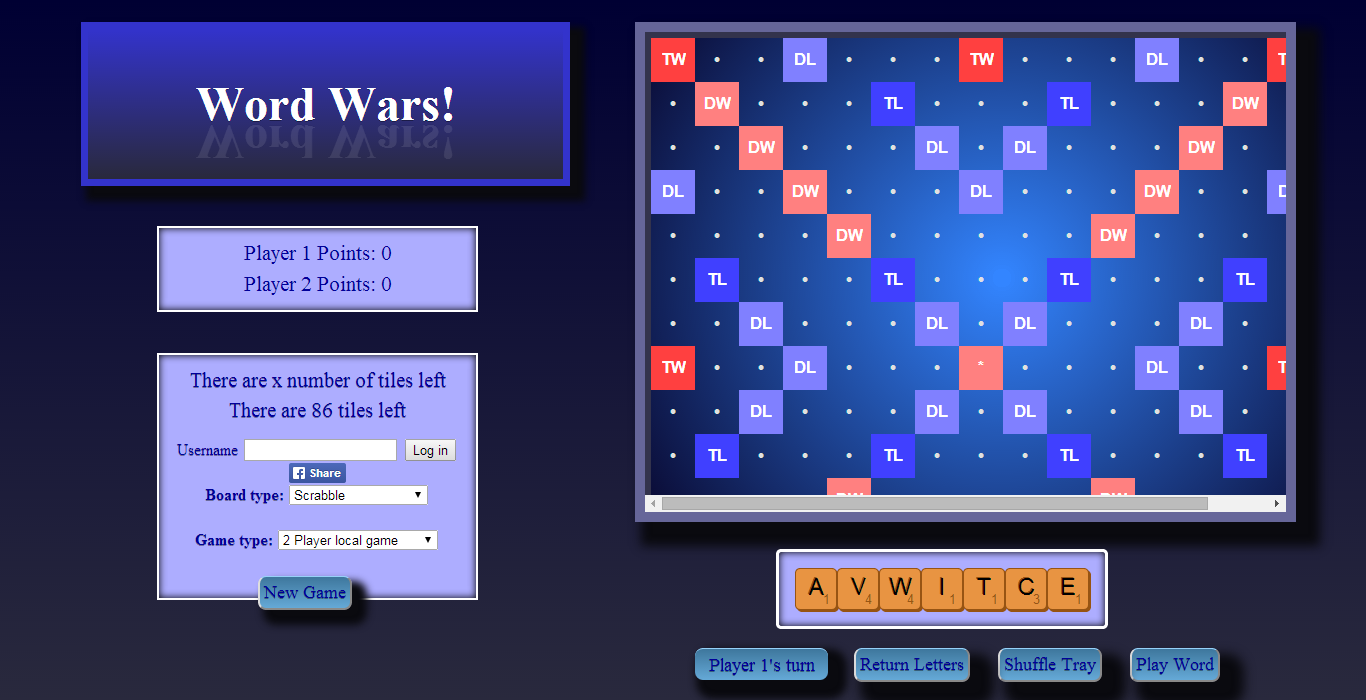 Word Wars!
Player 1 Points: 0
Player 2 Points: 0
There are x number of tiles left
There are 86 tiles left
Username Log in
Share
Board type: Scrabble
Game type: 2 Player local game
New Game
TW DL TW DL T
DW TL TL DW
DW DL DL DW
DL DW DL DW D
DW DW
TL TL TL TL
DL DL DL DL
TW DL * DL T
DL DL DL DL
TL TL TL TL
DW DW
A1 V4 W4 I1 T1 C3 E1
Player 1's turn Return Letters Shuffle Tray Play Word